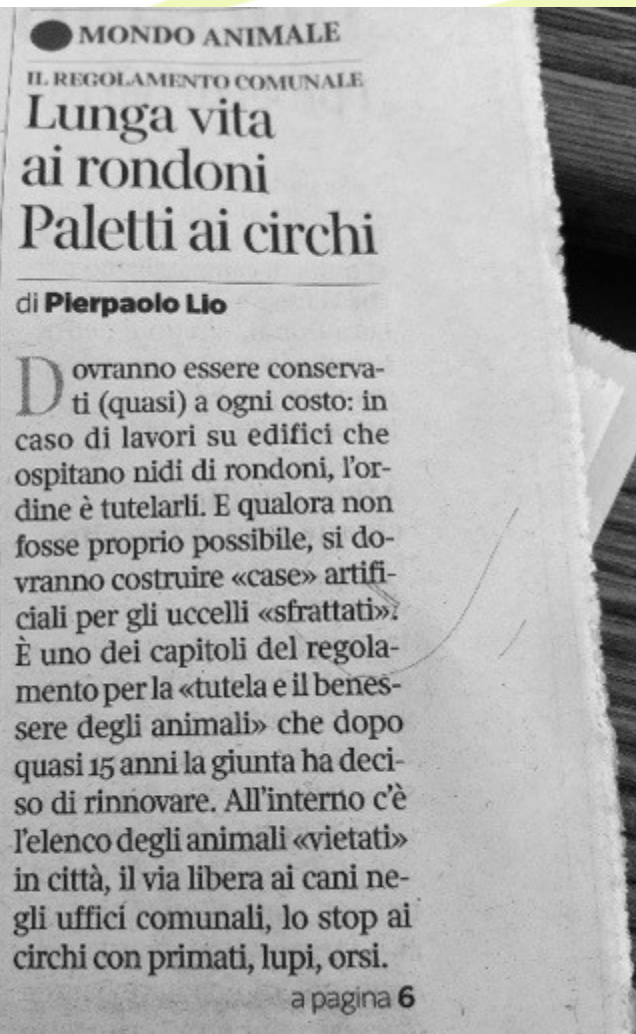 MONDO ANIMALE
IL REGOLAMENTO COMUNALE
Lunga vita
ai rondoni
Paletti ai circhi
di Pierpaolo Lio
Dovranno essere conserva-
ti (quasi) a ogni costo: in
caso di lavori su edifici che
ospitano nidi di rondoni, l'or-
dine è tutelarli. E qualora non
fosse proprio possibile, si do-
vranno costruire «case» artifi-
ciali per gli uccelli «sfrattati».
È uno dei capitoli del regola-
mento per la «tutela e il benes-
sere degli animali» che dopo
quasi 15 anni la giunta ha deci-
so di rinnovare. All'interno c'è
l'elenco degli animali «vietati»
in città, il via libera ai cani ne-
gli uffici comunali, lo stop ai
circhi con primati, lupi, orsi.
a pagina 6